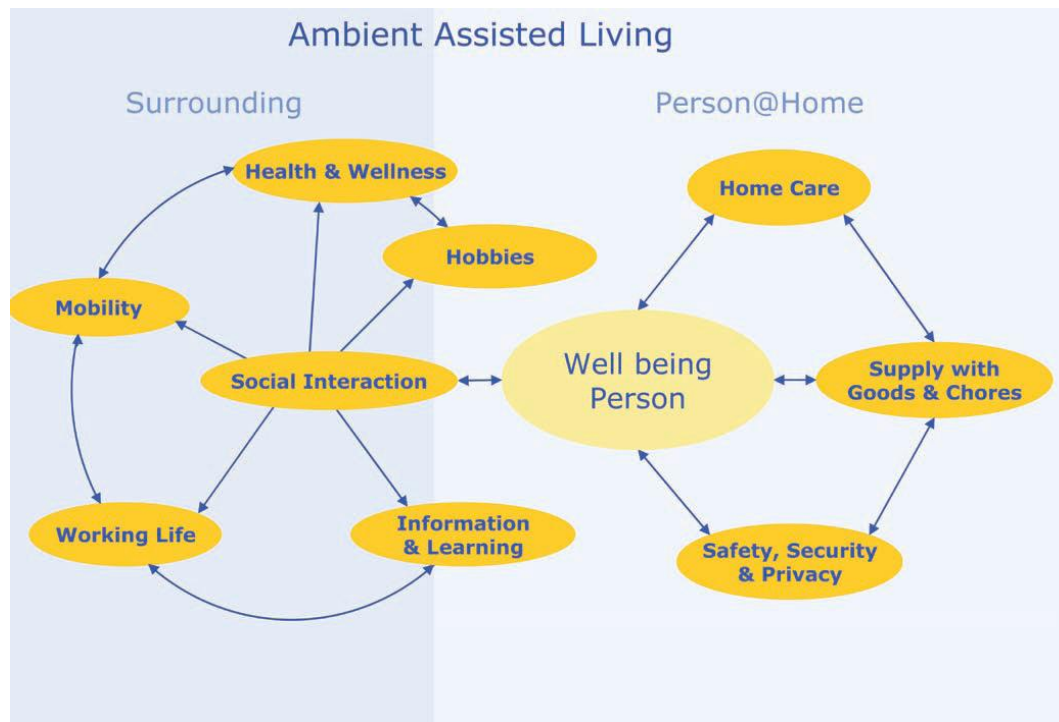 Ambient Assisted Living
Surrounding
Person@Home
Health & Wellness
Home Care
Hobbies
Mobility
Social Interaction
Well being
Person
Supply with
Goods & Chores
Working Life
Information
& Learning
Safety, Security
& Privacy